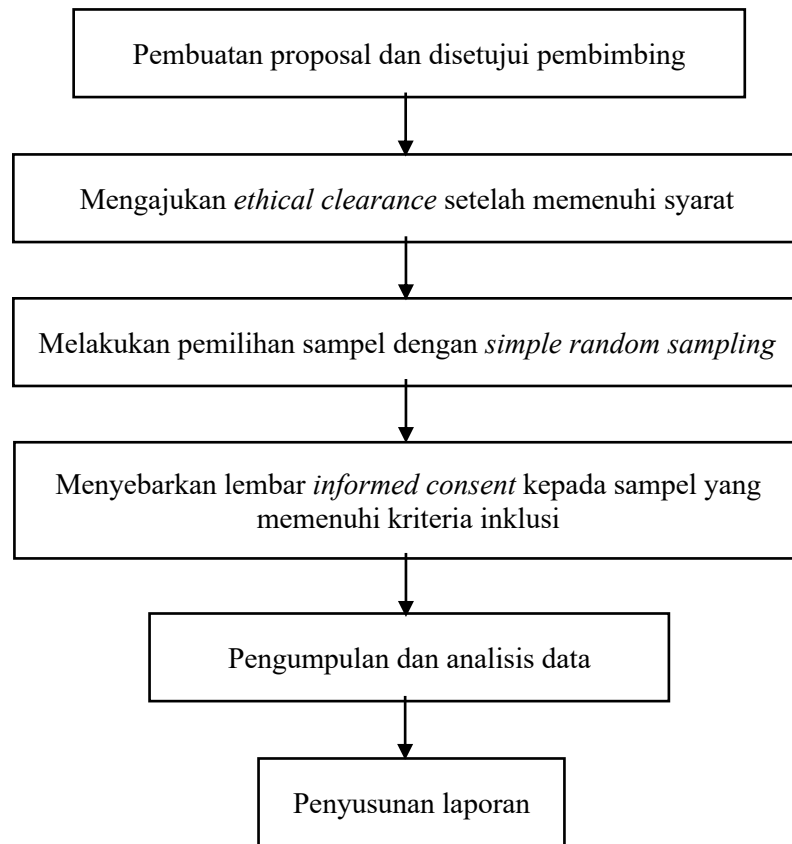 Pembuatan proposal dan disetujui pembimbing
Mengajukan ethical clearance setelah memenuhi syarat
Melakukan pemilihan sampel dengan simple random sampling
Menyebarkan lembar informed consent kepada sampel yang
memenuhi kriteria inklusi
Pengumpulan dan analisis data
Penyusunan laporan